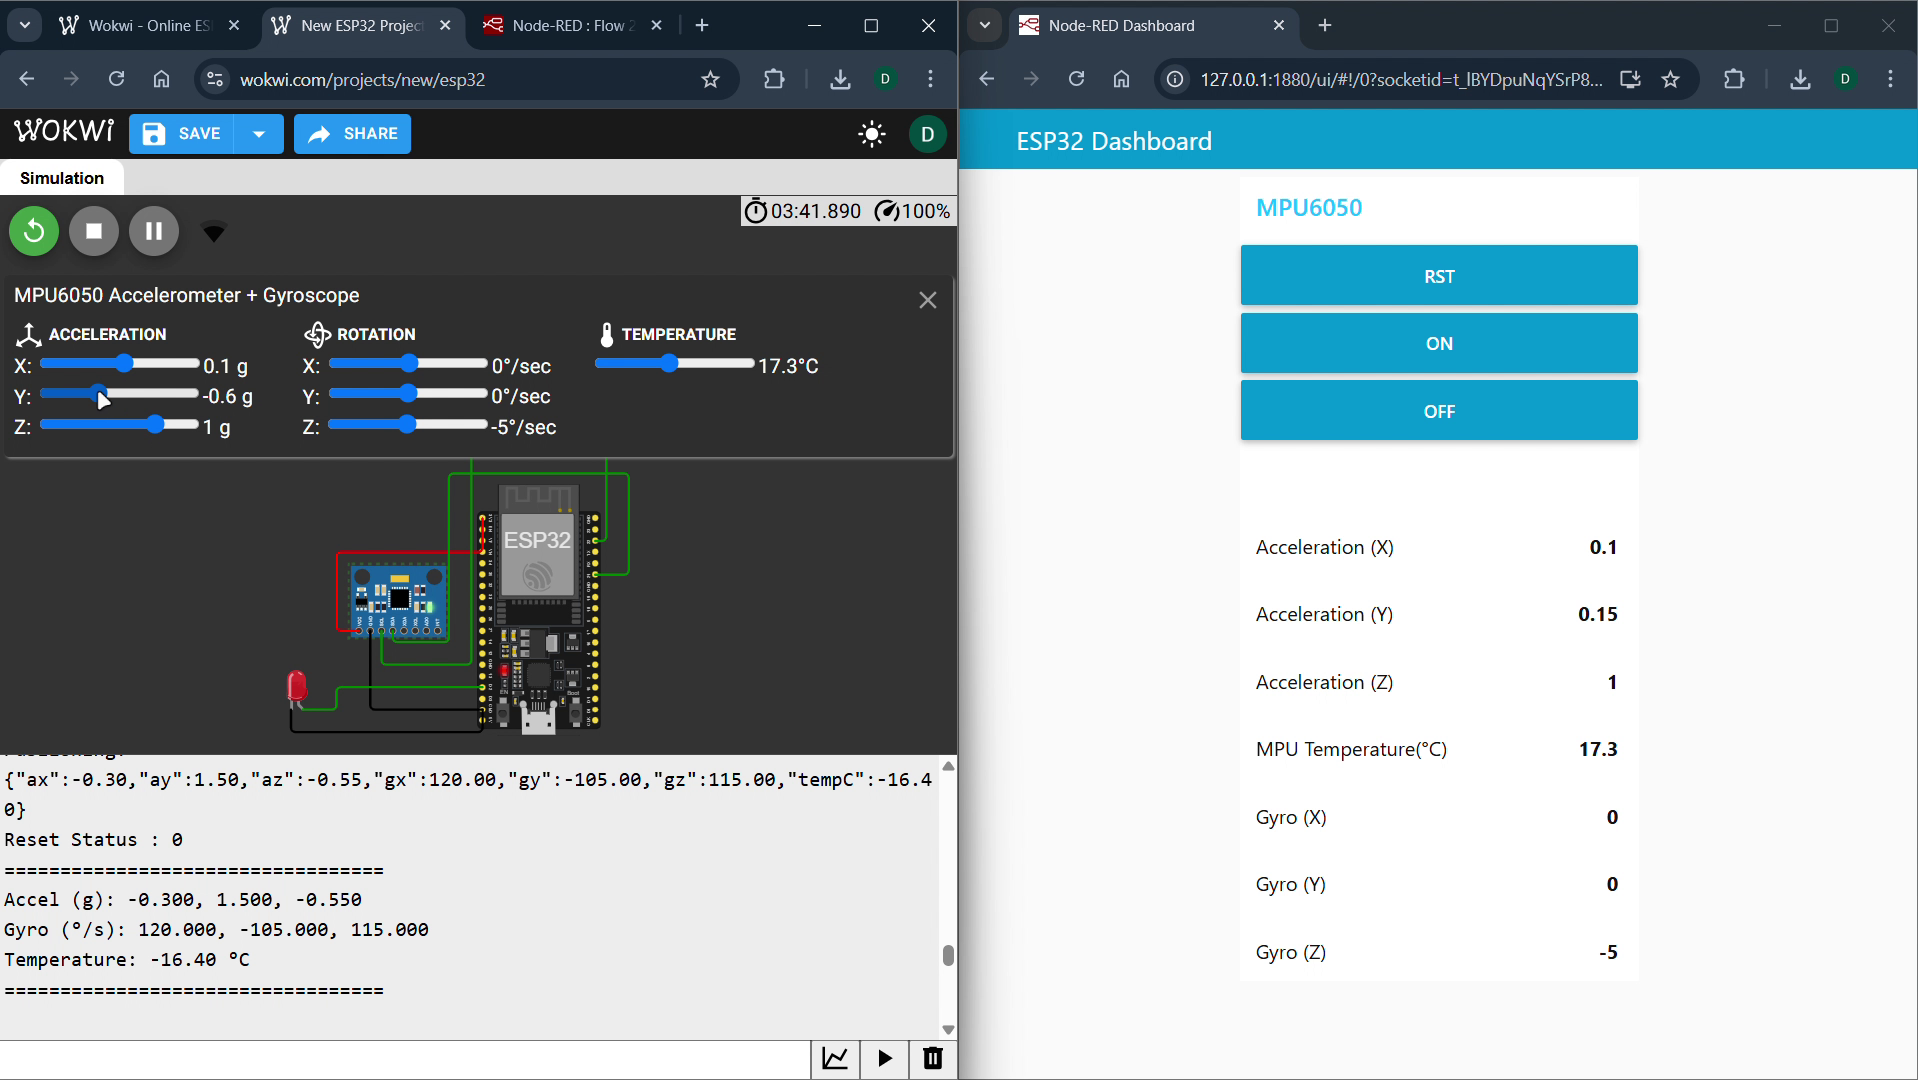 Wokwi - Online ES
New ESP32 Projec
Node-RED : Flow 2
wokwi.com/projects/new/esp32
D
WOKWi
SAVE
SHARE
D
Simulation
03:41.890
100%
MPU6050 Accelerometer + Gyroscope
ACCELERATION
ROTATION
TEMPERATURE
X: 0.1 g
X: 0°/sec
17.3°C
Y: -0.6 g
Y: 0°/sec
Z: 1 g
Z: -5°/sec
ESP32
{"ax":-0.30,"ay":1.50,"az":-0.55,"gx":120.00,"gy":-105.00,"gz":115.00,"tempC":-16.4
0}
Reset Status : 0
==================================
Accel (g): -0.300, 1.500, -0.550
Gyro (°/s): 120.000, -105.000, 115.000
Temperature: -16.40 °C
==================================
Node-RED Dashboard
127.0.0.1:1880/ui/#!/0?socketid=t_lBYDpuNqYSrP8...
D
ESP32 Dashboard
MPU6050
RST
ON
OFF
Acceleration (X) 0.1
Acceleration (Y) 0.15
Acceleration (Z) 1
MPU Temperature(°C) 17.3
Gyro (X) 0
Gyro (Y) 0
Gyro (Z) -5